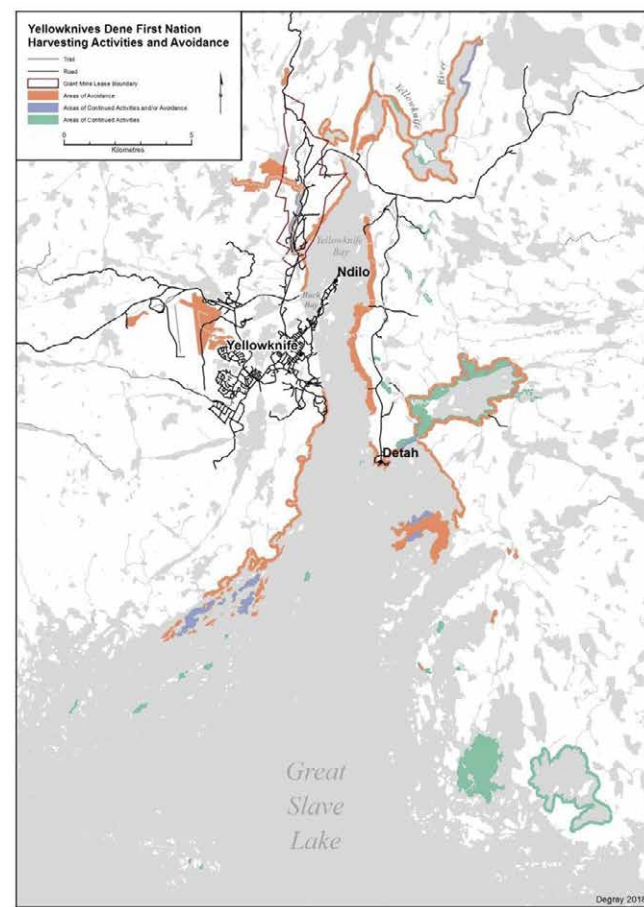 Yellowknives Dene First Nation
Harvesting Activities and Avoidance
Trail
Road
Giant Mine Lease Boundary
Areas of Avoidance
Areas of Continued Activities and/or Avoidance
Areas of Continued Activities
0 5
Kilometres
Yellowknife River
Yellowknife
Bay
Ndilo
Back
Bay
Yellowknife
Detah
Great
Slave
Lake